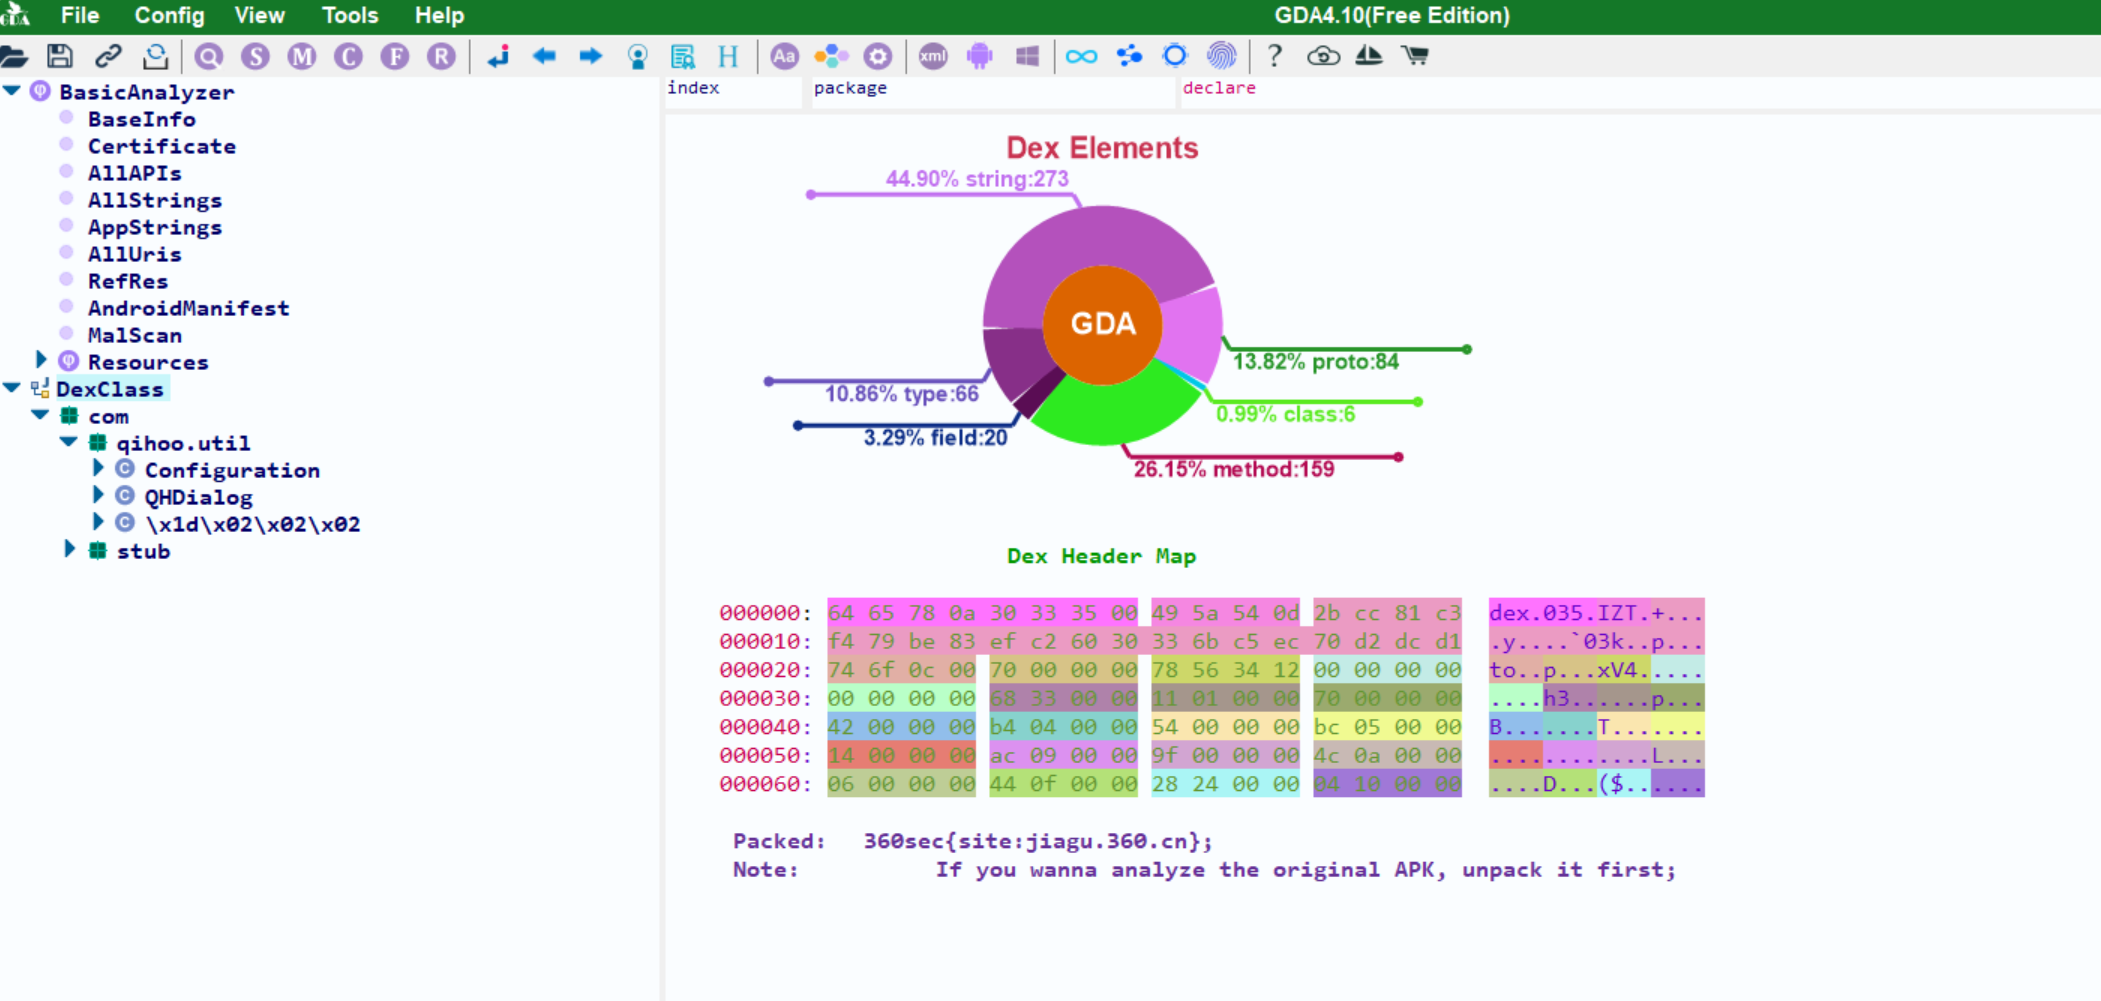 File Config View Tools Help GDA4.10(Free Edition)
GDA Q S M C F R H Aa xml ?
index package declare
BasicAnalyzer
BaseInfo
Certificate
AllAPIs
AllStrings
AppStrings
AllUris
RefRes
AndroidManifest
MalScan
Resources
DexClass
com
qihoo.util
Configuration
QHDialog
\x1d\x02\x02\x02
stub
Dex Elements
44.90% string:273
GDA
13.82% proto:84
10.86% type:66
0.99% class:6
3.29% field:20
26.15% method:159
Dex Header Map
000000: 64 65 78 0a 30 33 35 00 49 5a 54 0d 2b cc 81 c3 dex.035.IZT.+...
000010: f4 79 be 83 ef c2 60 30 33 6b c5 ec 70 d2 dc d1 .y....`03k..p...
000020: 74 6f 0c 00 70 00 00 00 78 56 34 12 00 00 00 00 to..p...xV4.....
000030: 00 00 00 00 68 33 00 00 11 01 00 00 70 00 00 00 ....h3......p...
000040: 42 00 00 00 b4 04 00 00 54 00 00 00 bc 05 00 00 B.......T.......
000050: 14 00 00 00 ac 09 00 00 9f 00 00 00 4c 0a 00 00 ............L...
000060: 06 00 00 00 44 0f 00 00 28 24 00 00 04 10 00 00 ....D...($......
Packed: 360sec{site:jiagu.360.cn};
Note: If you wanna analyze the original APK, unpack it first;